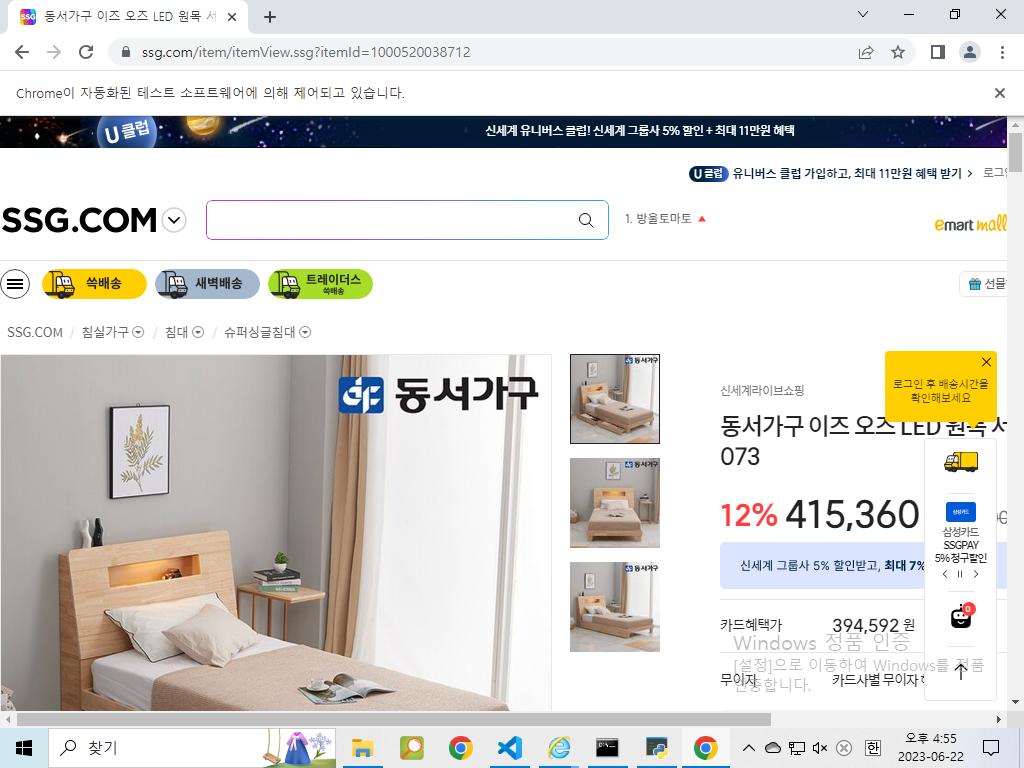 동서가구 이즈 오즈 LED 원목 서
ssg.com/item/itemView.ssg?itemId=1000520038712
Chrome이 자동화된 테스트 소프트웨어에 의해 제어되고 있습니다.
U 클럽
신세계 유니버스 클럽! 신세계 그룹사 5% 할인 + 최대 11만원 혜택
U 클럽 유니버스 클럽 가입하고, 최대 11만원 혜택 받기 >
SSG.COM
1. 방울토마토
emart mall
쓱배송
새벽배송
트레이더스
쓱배송
선물
SSG.COM / 침실가구 / 침대 / 슈퍼싱글침대
동서가구
동서가구
동서가구
동서가구
로그인 후 배송시간을
확인해보세요
신세계라이브쇼핑
동서가구 이즈 오즈 LED 원목 서
073
12% 415,360
삼성카드
삼성카드
SSGPAY
5% 청구할인
신세계 그룹사 5% 할인받고, 최대 7%
0
카드혜택가 394,592 원
Windows 정품 인증
[설정]으로 이동하여 Windows를 정품
인증합니다.
무이자 카드사별 무이자
찾기
한
오후 4:55
2023-06-22